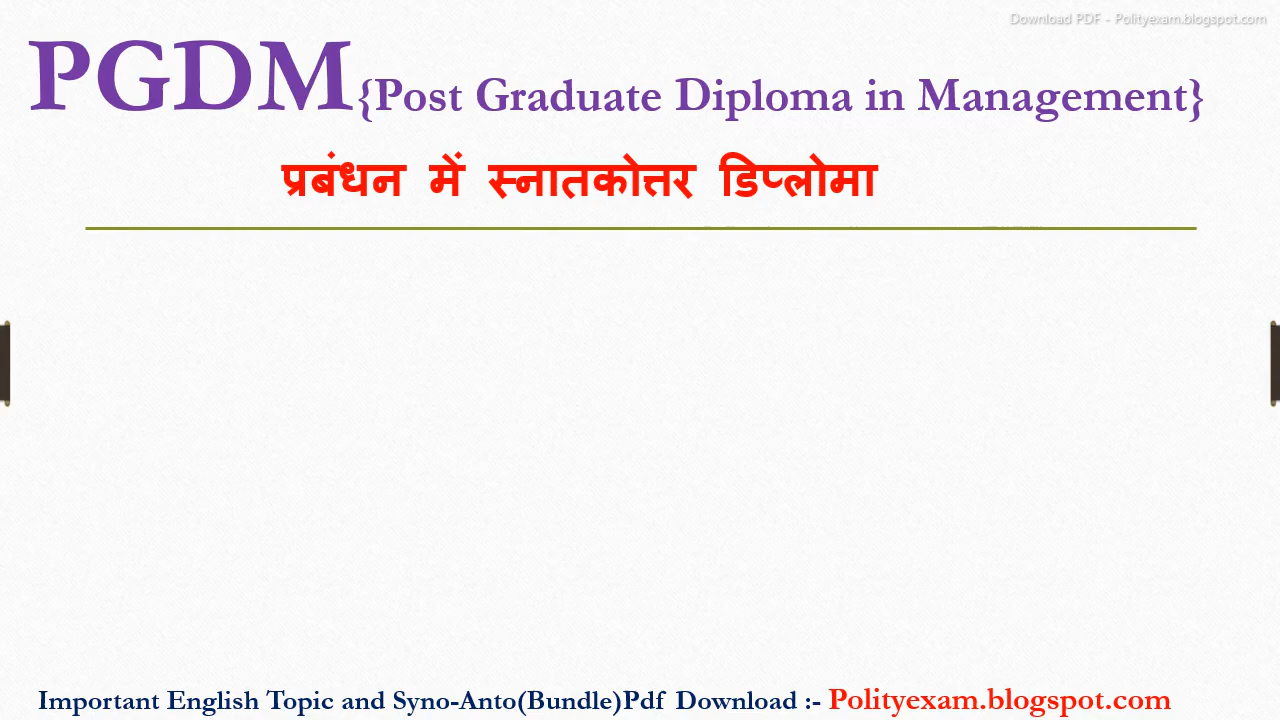 Download PDF - Polityexam.blogspot.com
PGDM{Post Graduate Diploma in Management}
प्रबंधन में स्नातकोत्तर डिप्लोमा
Important English Topic and Syno-Anto(Bundle)Pdf Download :- Polityexam.blogspot.com